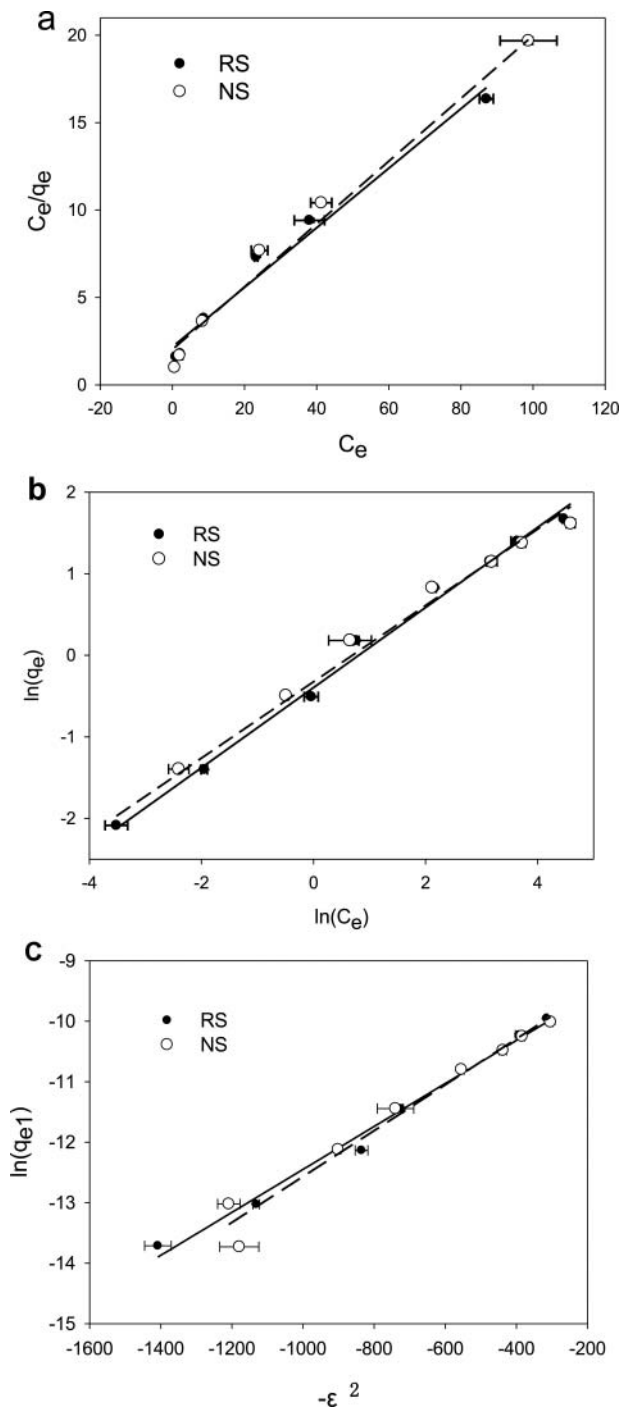 a
20
15
10
5
0
RS
NS
Ce/qe
-20 0 20 40 60 80 100 120
Ce
b
2
1
0
-1
-2
RS
NS
ln(qe)
-4 -2 0 2 4
ln(Ce)
c
-9
-10
-11
-12
-13
-14
-15
RS
NS
ln(qe1)
-1600 -1400 -1200 -1000 -800 -600 -400 -200
-ε 2